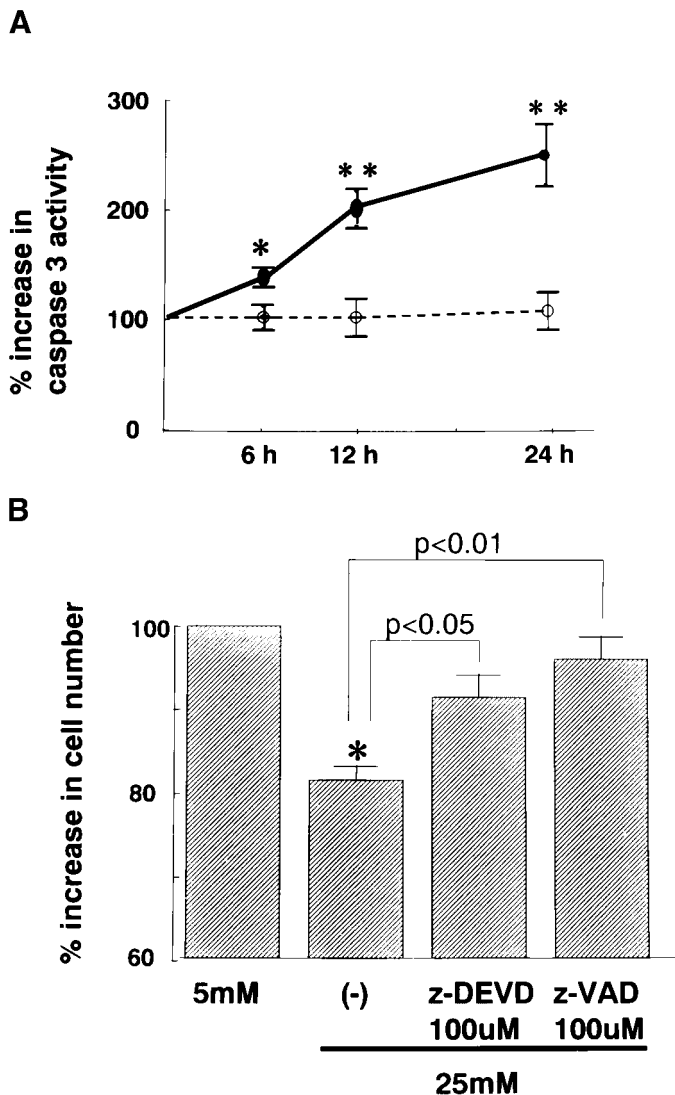 A
% increase in
caspase 3 activity
300
200
100
0
*
**
**
6 h 12 h 24 h
B
% increase in cell number
100
80
60
p<0.01
p<0.05
*
5mM (-) z-DEVD z-VAD
100uM 100uM
25mM